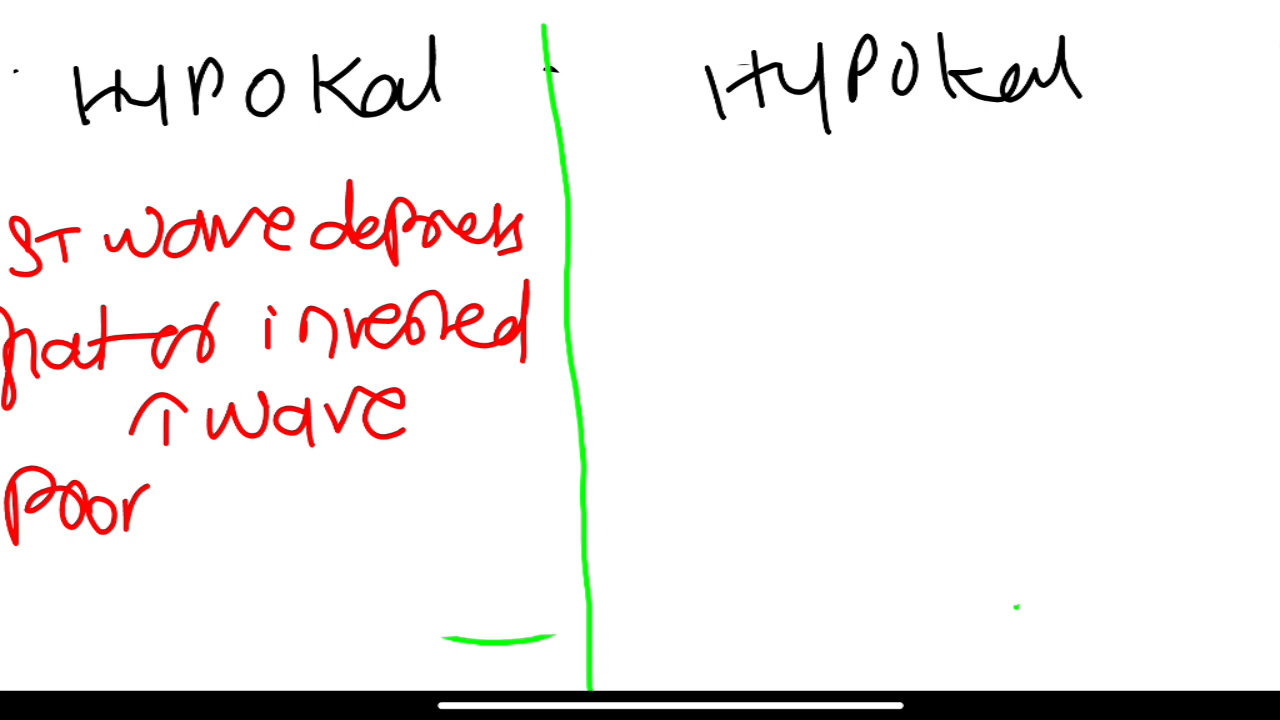 HYPOKal
HYPOKal
ST wave depress
flat or inverted
T wave
Poor